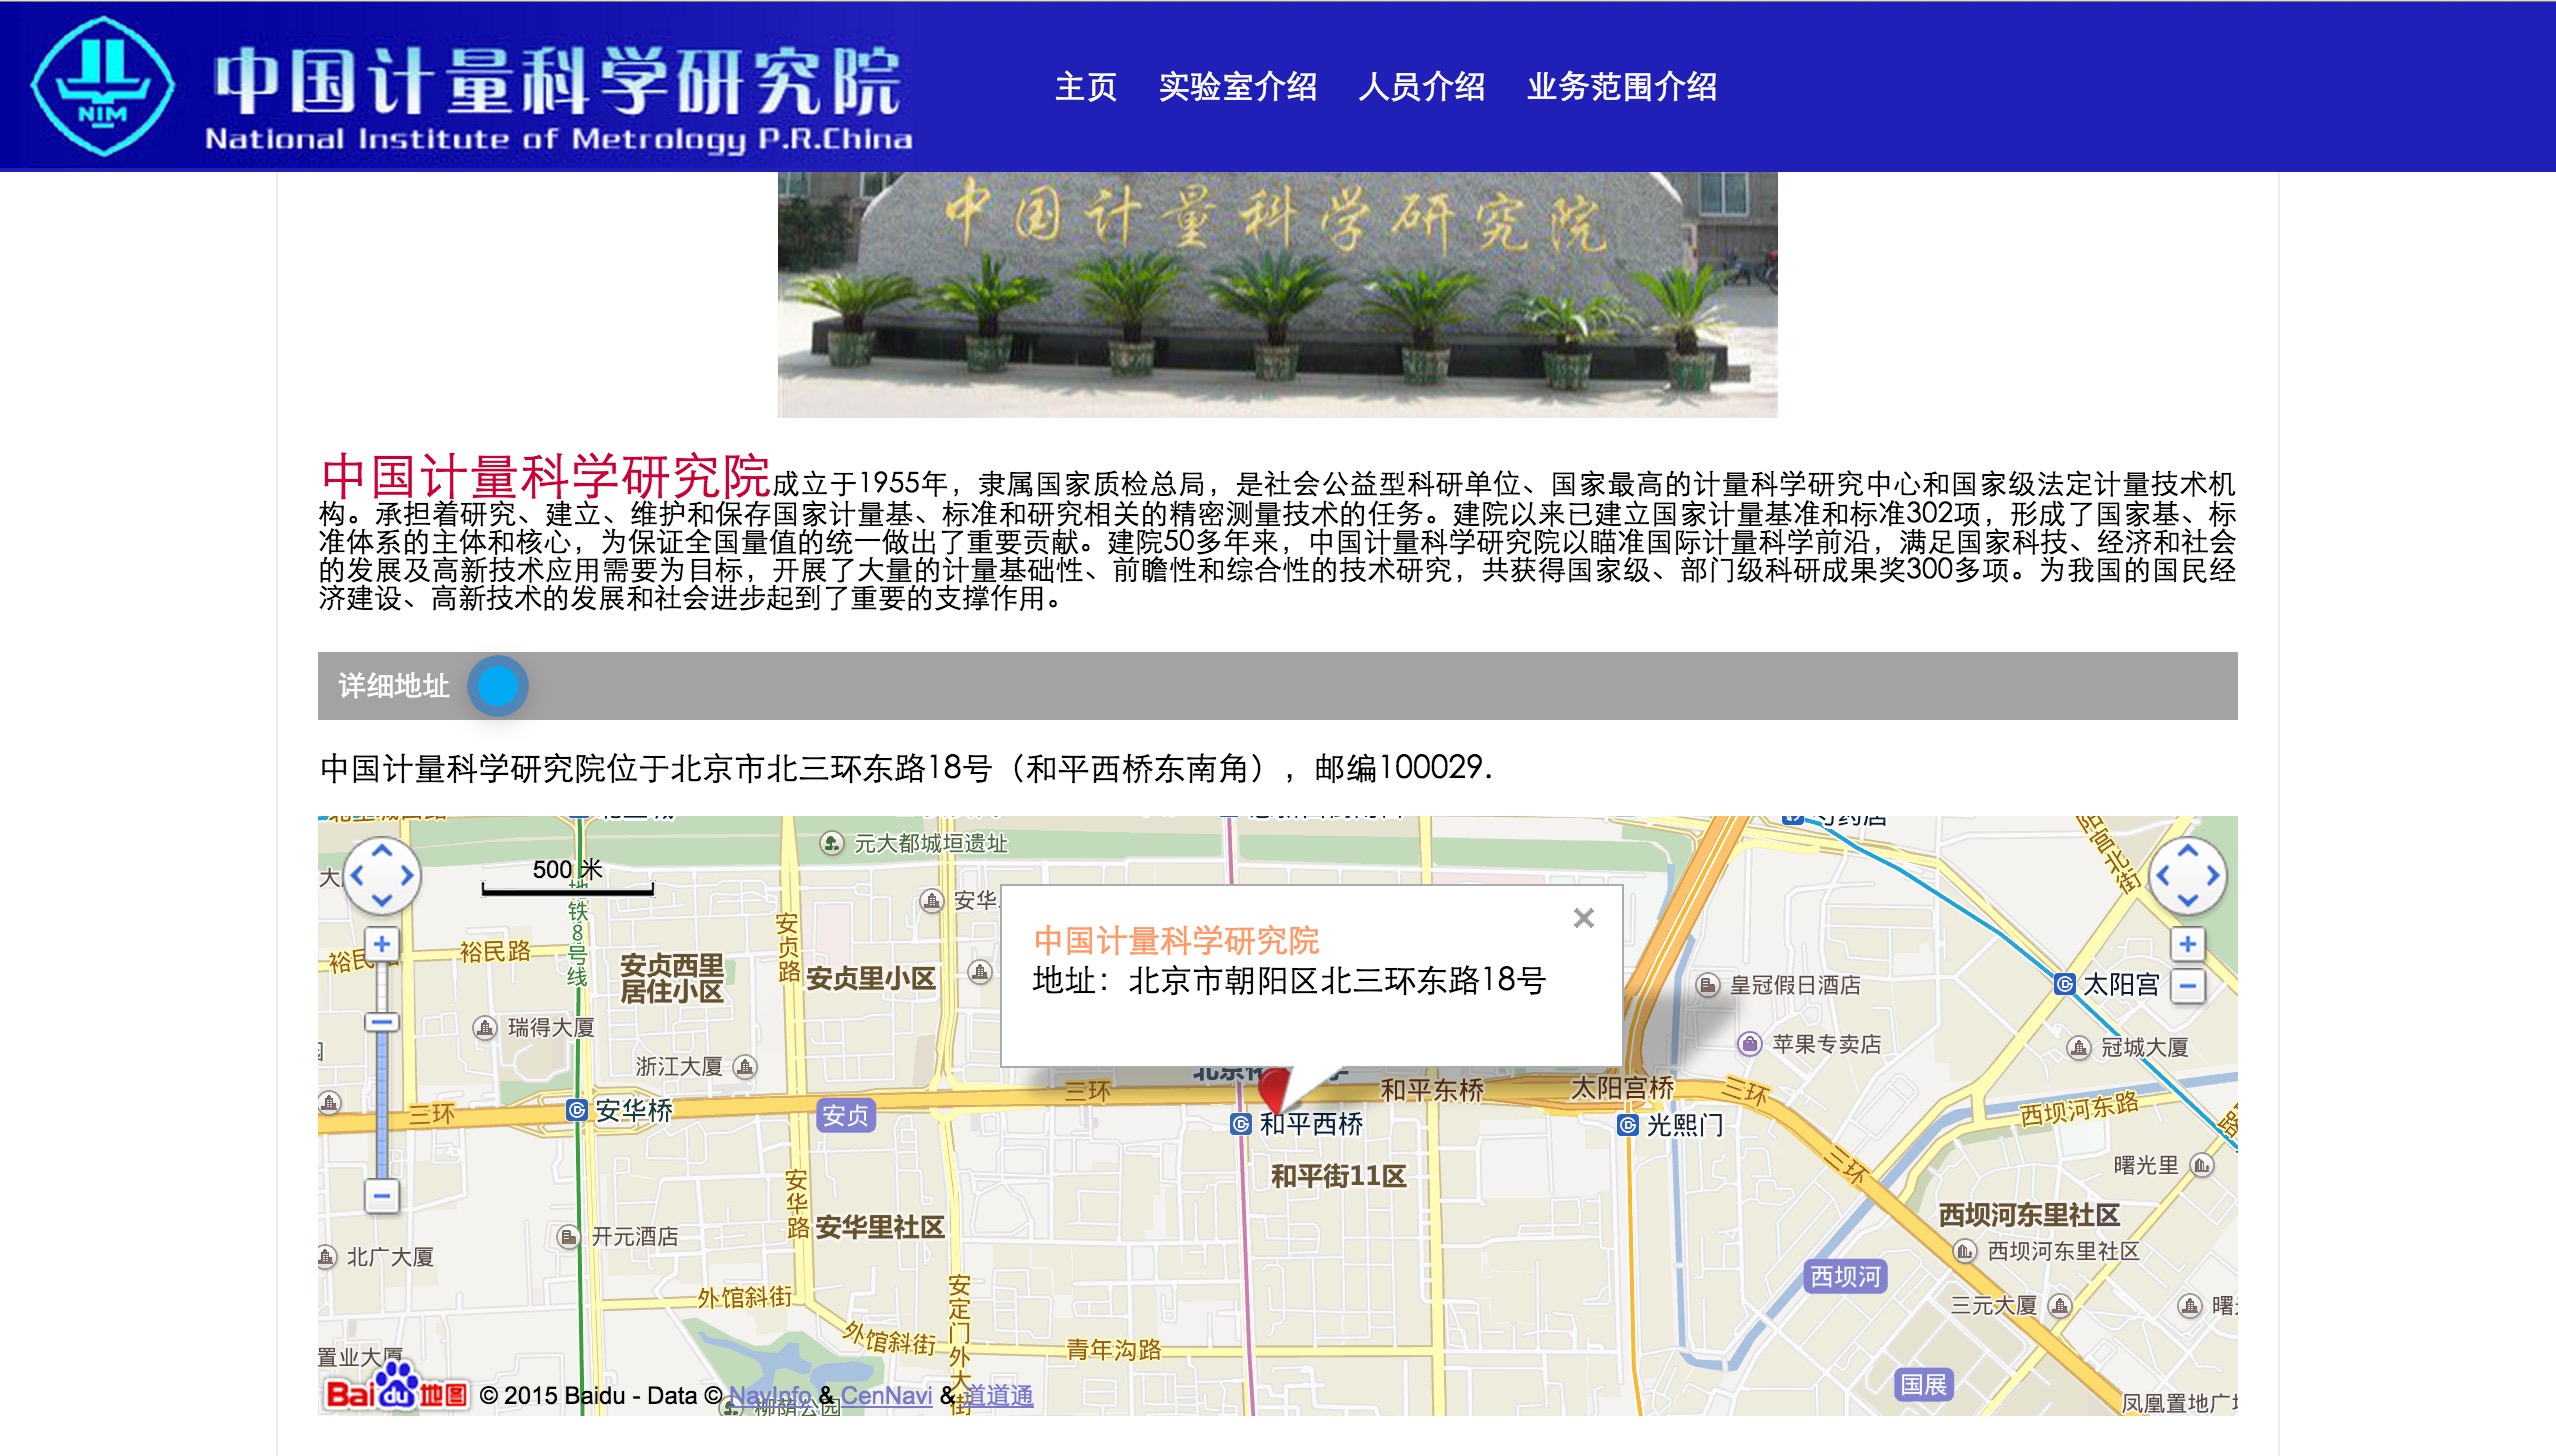 中国计量科学研究院
National Institute of Metrology P.R.China
NIM
主页 实验室介绍 人员介绍 业务范围介绍
中国计量科学研究院
中国计量科学研究院成立于1955年，隶属国家质检总局，是社会公益型科研单位、国家最高的计量科学研究中心和国家级法定计量技术机
构。承担着研究、建立、维护和保存国家计量基、标准和研究相关的精密测量技术的任务。建院以来已建立国家计量基准和标准302项，形成了国家基、标
准体系的主体和核心，为保证全国量值的统一做出了重要贡献。建院50多年来，中国计量科学研究院以瞄准国际计量科学前沿，满足国家科技、经济和社会
的发展及高新技术应用需要为目标，开展了大量的计量基础性、前瞻性和综合性的技术研究，共获得国家级、部门级科研成果奖300多项。为我国的国民经
济建设、高新技术的发展和社会进步起到了重要的支撑作用。
详细地址
中国计量科学研究院位于北京市北三环东路18号（和平西桥东南角），邮编100029.
元大都城垣遗址
500 米
地铁8号线
安华
阳宫北街
中国计量科学研究院
地址：北京市朝阳区北三环东路18号
裕民路
裕民
安贞西里
居住小区
安贞路
安贞里小区
皇冠假日酒店
太阳宫
瑞得大厦
苹果专卖店
冠城大厦
浙江大厦
三环
和平东桥
太阳宫桥
三环
三环
安华桥
安贞
和平西桥
光熙门
西坝河东路
三环
曙光里
和平街11区
安华路
安华里社区
西坝河东里社区
开元酒店
西坝河东里社区
北广大厦
西坝河
外馆斜街
安定门外大街
三元大厦
外馆斜街
青年沟路
置业大厦
国展
Baidu地图 © 2015 Baidu - Data © NavInfo & CenNavi & 道道通
柳荫公园
凤凰置地广